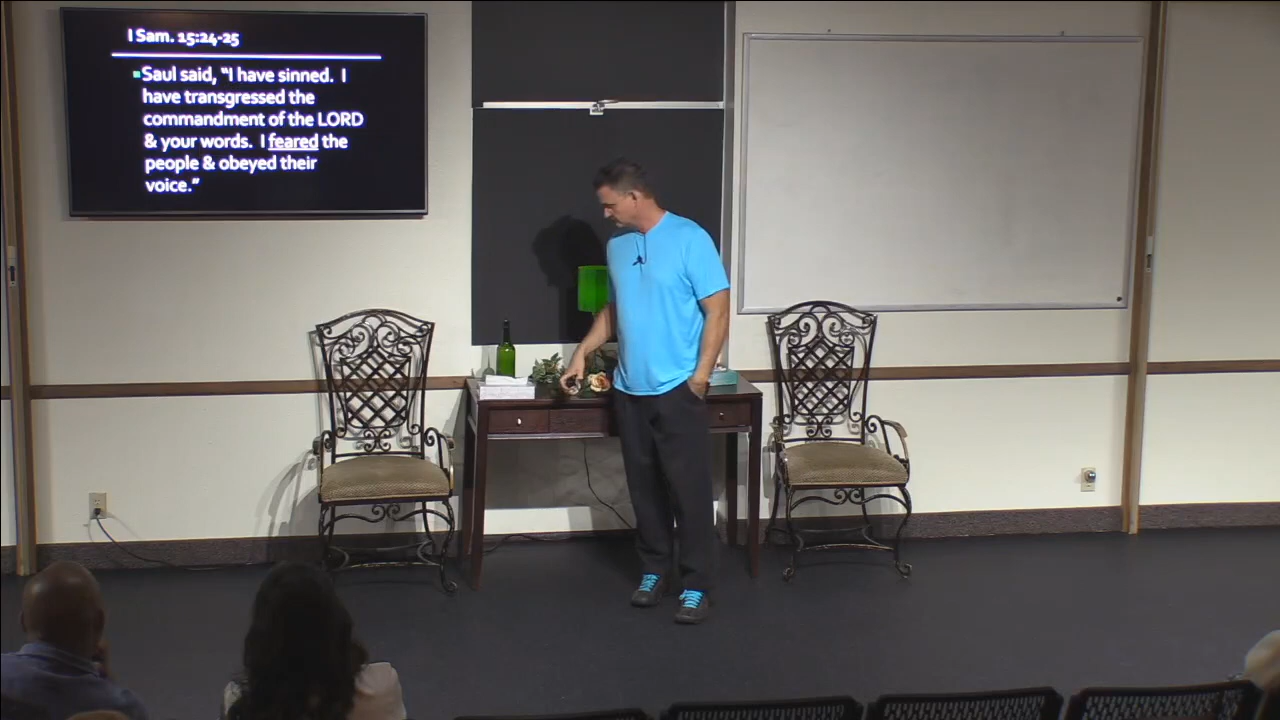 I Sam. 15:24-25
Saul said, “I have sinned.  I
have transgressed the
commandment of the LORD
& your words.  I feared the
people & obeyed their
voice.”